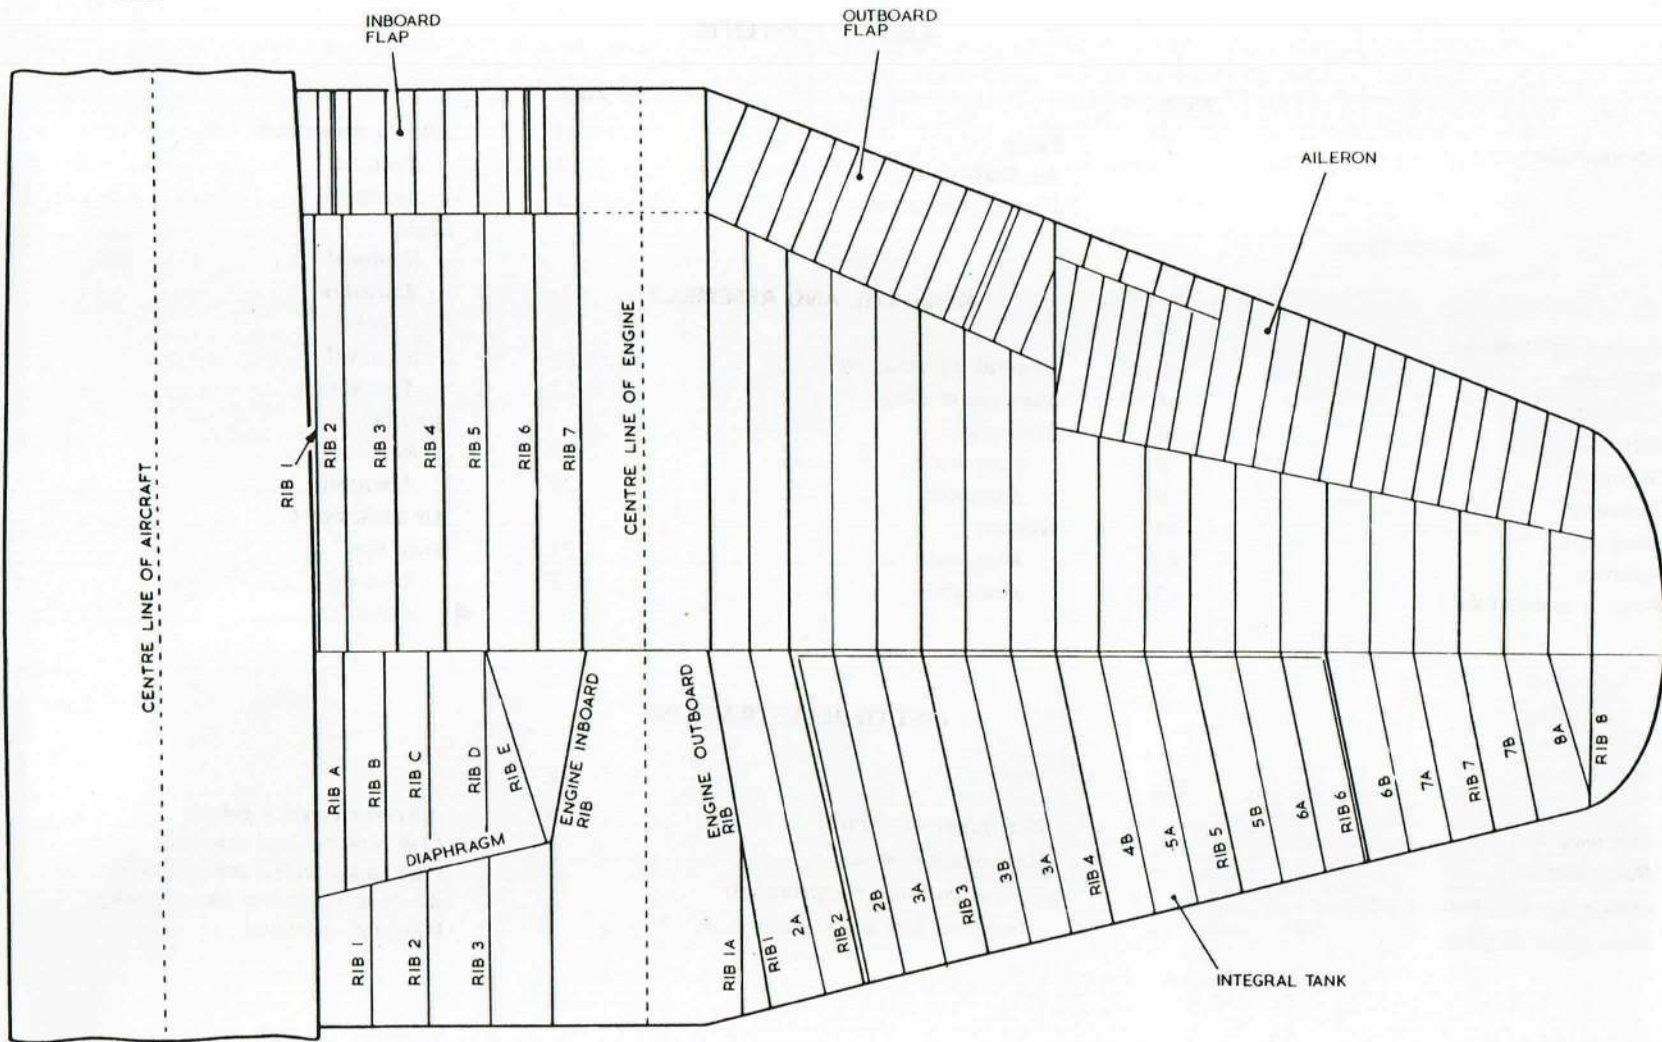 INBOARD
FLAP
OUTBOARD
FLAP
AILERON
CENTRE LINE OF AIRCRAFT
RIB 1
RIB 2
RIB 3
RIB 4
RIB 5
RIB 6
RIB 7
CENTRE LINE OF ENGINE
RIB A
RIB B
RIB C
RIB D
RIB E
ENGINE INBOARD
RIB
DIAPHRAGM
RIB 1
RIB 2
RIB 3
ENGINE OUTBOARD
RIB
RIB 1A
RIB 1
2A
RIB 2
2B
3A
RIB 3
3B
3A
RIB 4
4B
5A
RIB 5
5B
6A
RIB 6
6B
7A
RIB 7
7B
8A
RIB 8
INTEGRAL TANK